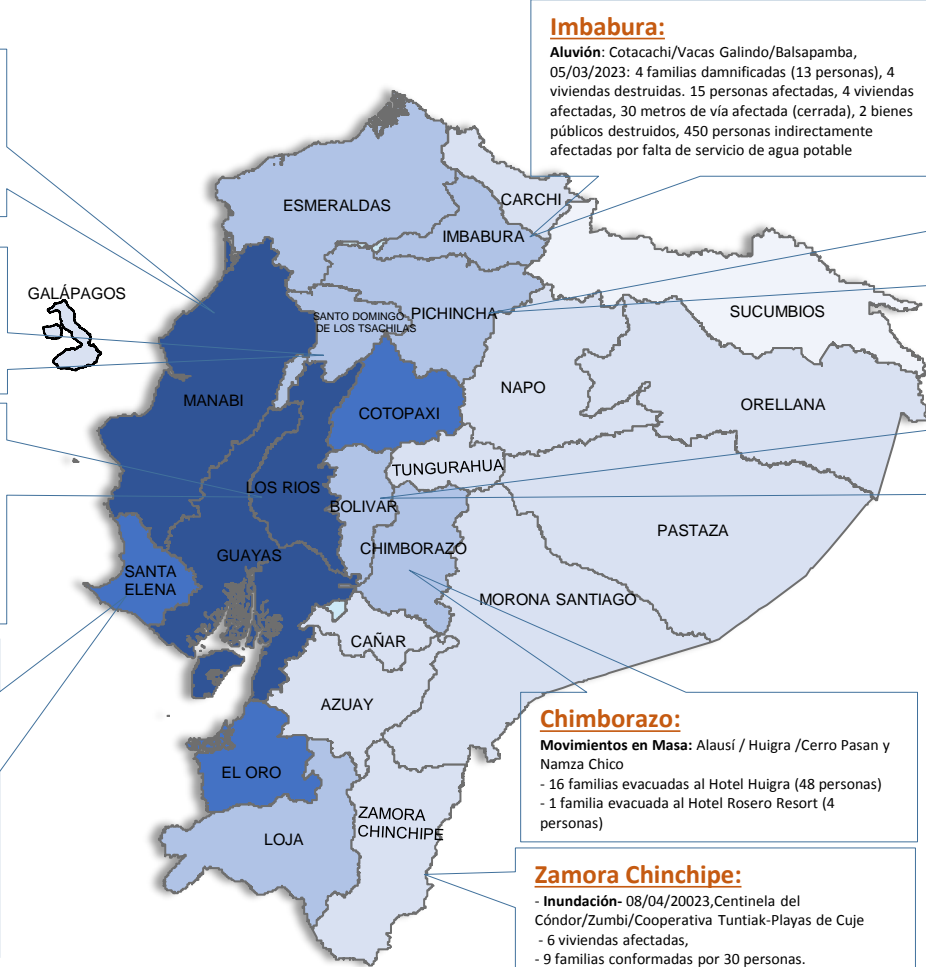 Imbabura:
Aluvión: Cotacachi/Vacas Galindo/Balsapamba,
05/03/2023: 4 familias damnificadas (13 personas), 4
viviendas destruidas. 15 personas afectadas, 4 viviendas
afectadas, 30 metros de vía afectada (cerrada), 2 bienes
públicos destruidos, 450 personas indirectamente
afectadas por falta de servicio de agua potable
CARCHI
ESMERALDAS
IMBABURA
GALÁPAGOS
SANTO DOMINGO
DE LOS TSACHILAS
PICHINCHA
SUCUMBIOS
NAPO
MANABI
COTOPAXI
ORELLANA
TUNGURAHUA
LOS RIOS
BOLIVAR
PASTAZA
CHIMBORAZO
GUAYAS
SANTA
ELENA
MORONA SANTIAGO
CAÑAR
AZUAY
EL ORO
ZAMORA
CHINCHIPE
LOJA
Chimborazo:
Movimientos en Masa: Alausí / Huigra /Cerro Pasan y
Namza Chico
- 16 familias evacuadas al Hotel Huigra (48 personas)
- 1 familia evacuada al Hotel Rosero Resort (4
personas)
Zamora Chinchipe:
- Inundación- 08/04/20023,Centinela del
Cóndor/Zumbi/Cooperativa Tuntiak-Playas de Cuje
- 6 viviendas afectadas,
- 9 familias conformadas por 30 personas.